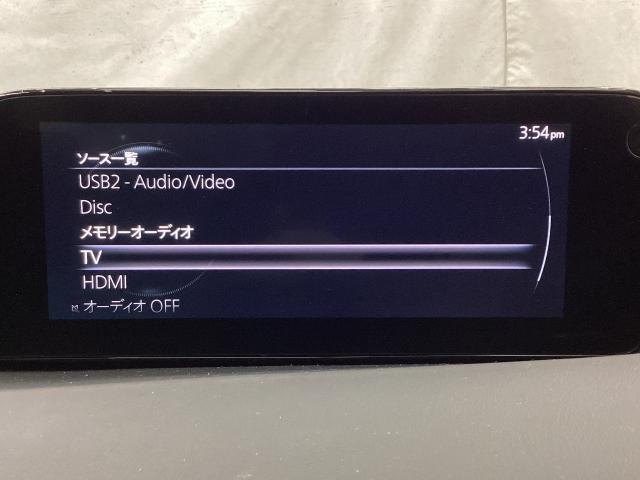 3:54pm
ソース一覧
USB2 - Audio/Video
Disc
メモリーオーディオ
TV
HDMI
オーディオ OFF